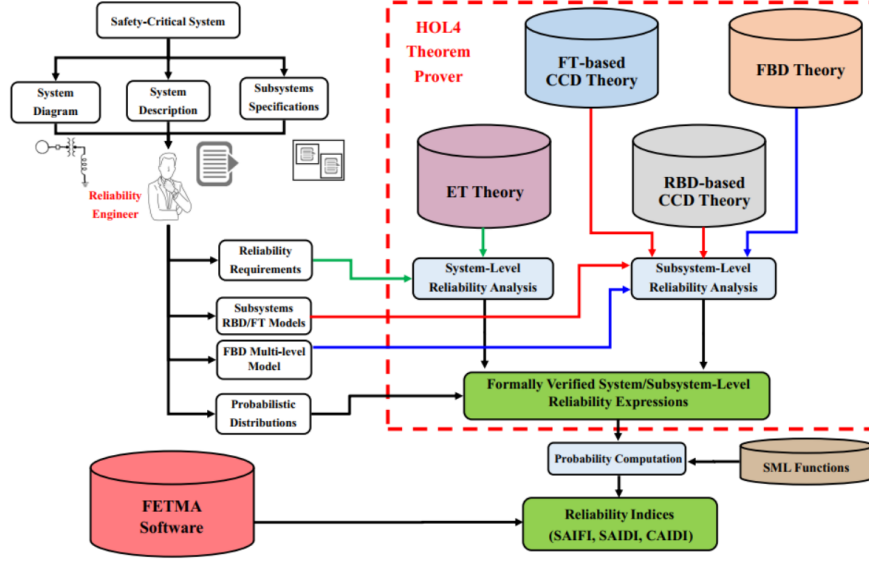 Safety-Critical System
System
Diagram
System
Description
Subsystems
Specifications
Reliability
Engineer
HOL4
Theorem
Prover
FT-based
CCD Theory
FBD Theory
ET Theory
RBD-based
CCD Theory
Reliability
Requirements
System-Level
Reliability Analysis
Subsystem-Level
Reliability Analysis
Subsystems
RBD/FT Models
FBD Multi-level
Model
Probabilistic
Distributions
Formally Verified System/Subsystem-Level
Reliability Expressions
Probability Computation
SML Functions
FETMA
Software
Reliability Indices
(SAIFI, SAIDI, CAIDI)